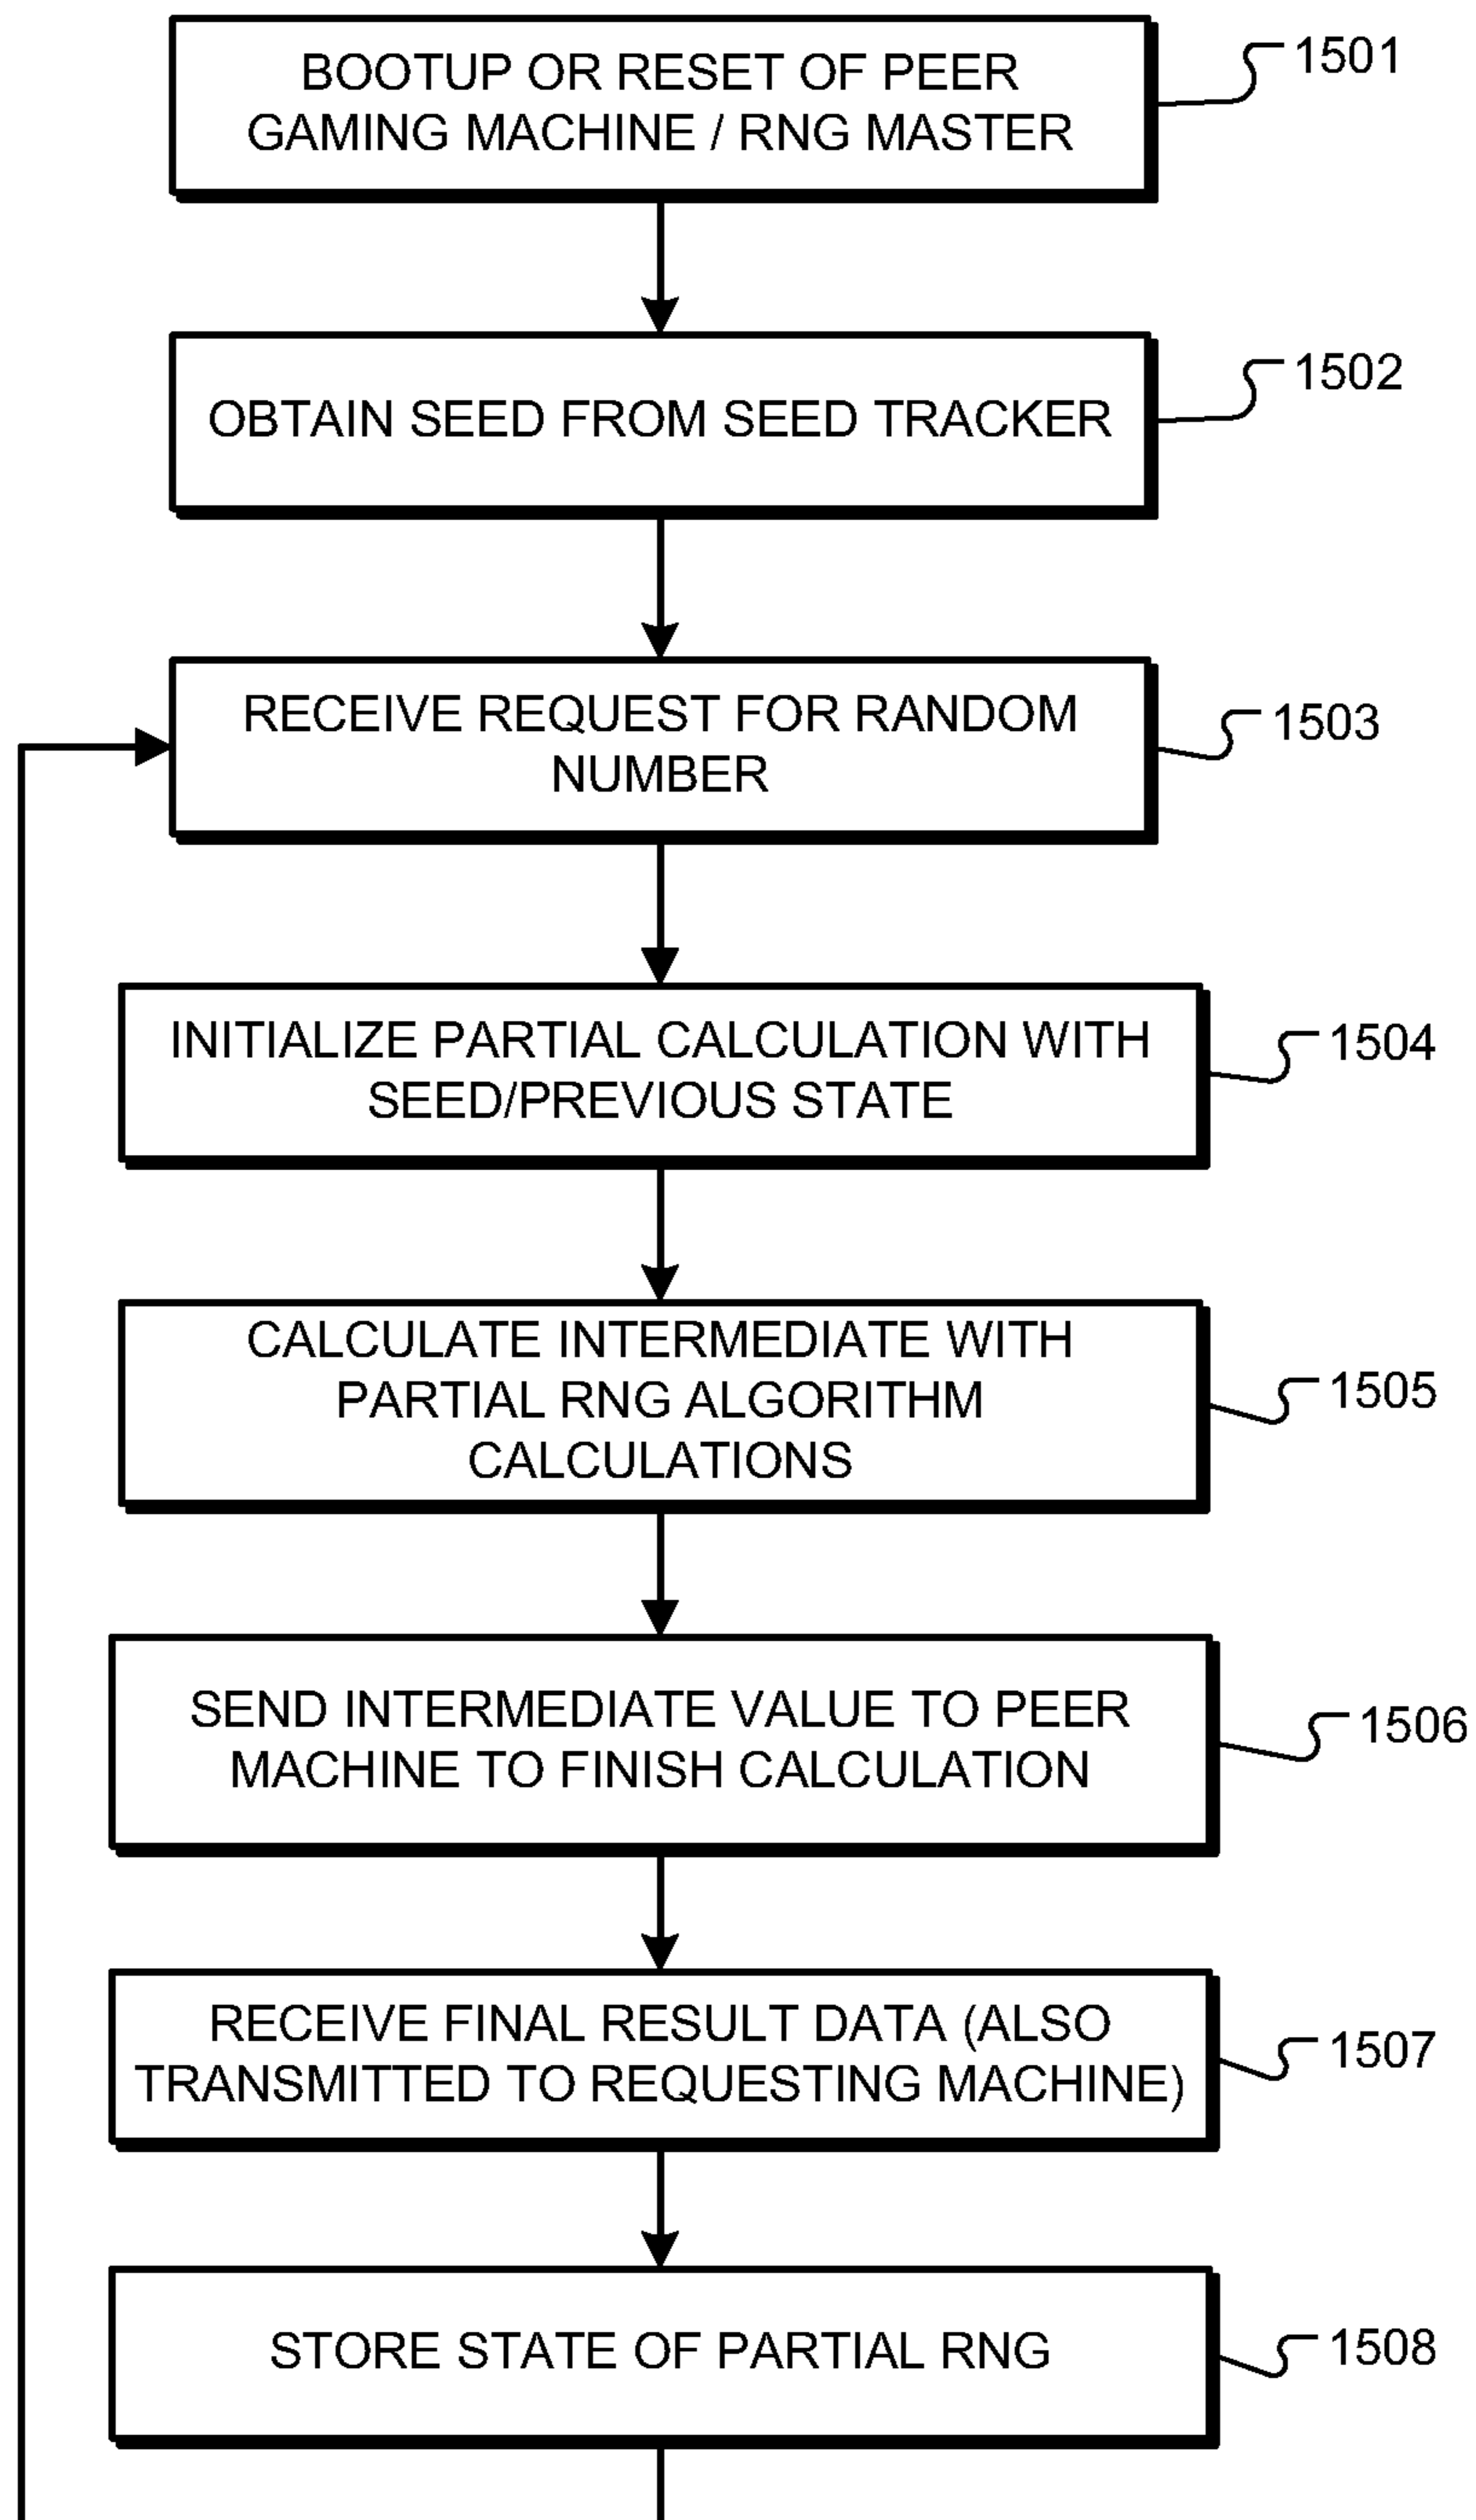 BOOTUP OR RESET OF PEER
GAMING MACHINE / RNG MASTER
1501
OBTAIN SEED FROM SEED TRACKER
1502
RECEIVE REQUEST FOR RANDOM
NUMBER
1503
INITIALIZE PARTIAL CALCULATION WITH
SEED/PREVIOUS STATE
1504
CALCULATE INTERMEDIATE WITH
PARTIAL RNG ALGORITHM
CALCULATIONS
1505
SEND INTERMEDIATE VALUE TO PEER
MACHINE TO FINISH CALCULATION
1506
RECEIVE FINAL RESULT DATA (ALSO
TRANSMITTED TO REQUESTING MACHINE)
1507
STORE STATE OF PARTIAL RNG
1508